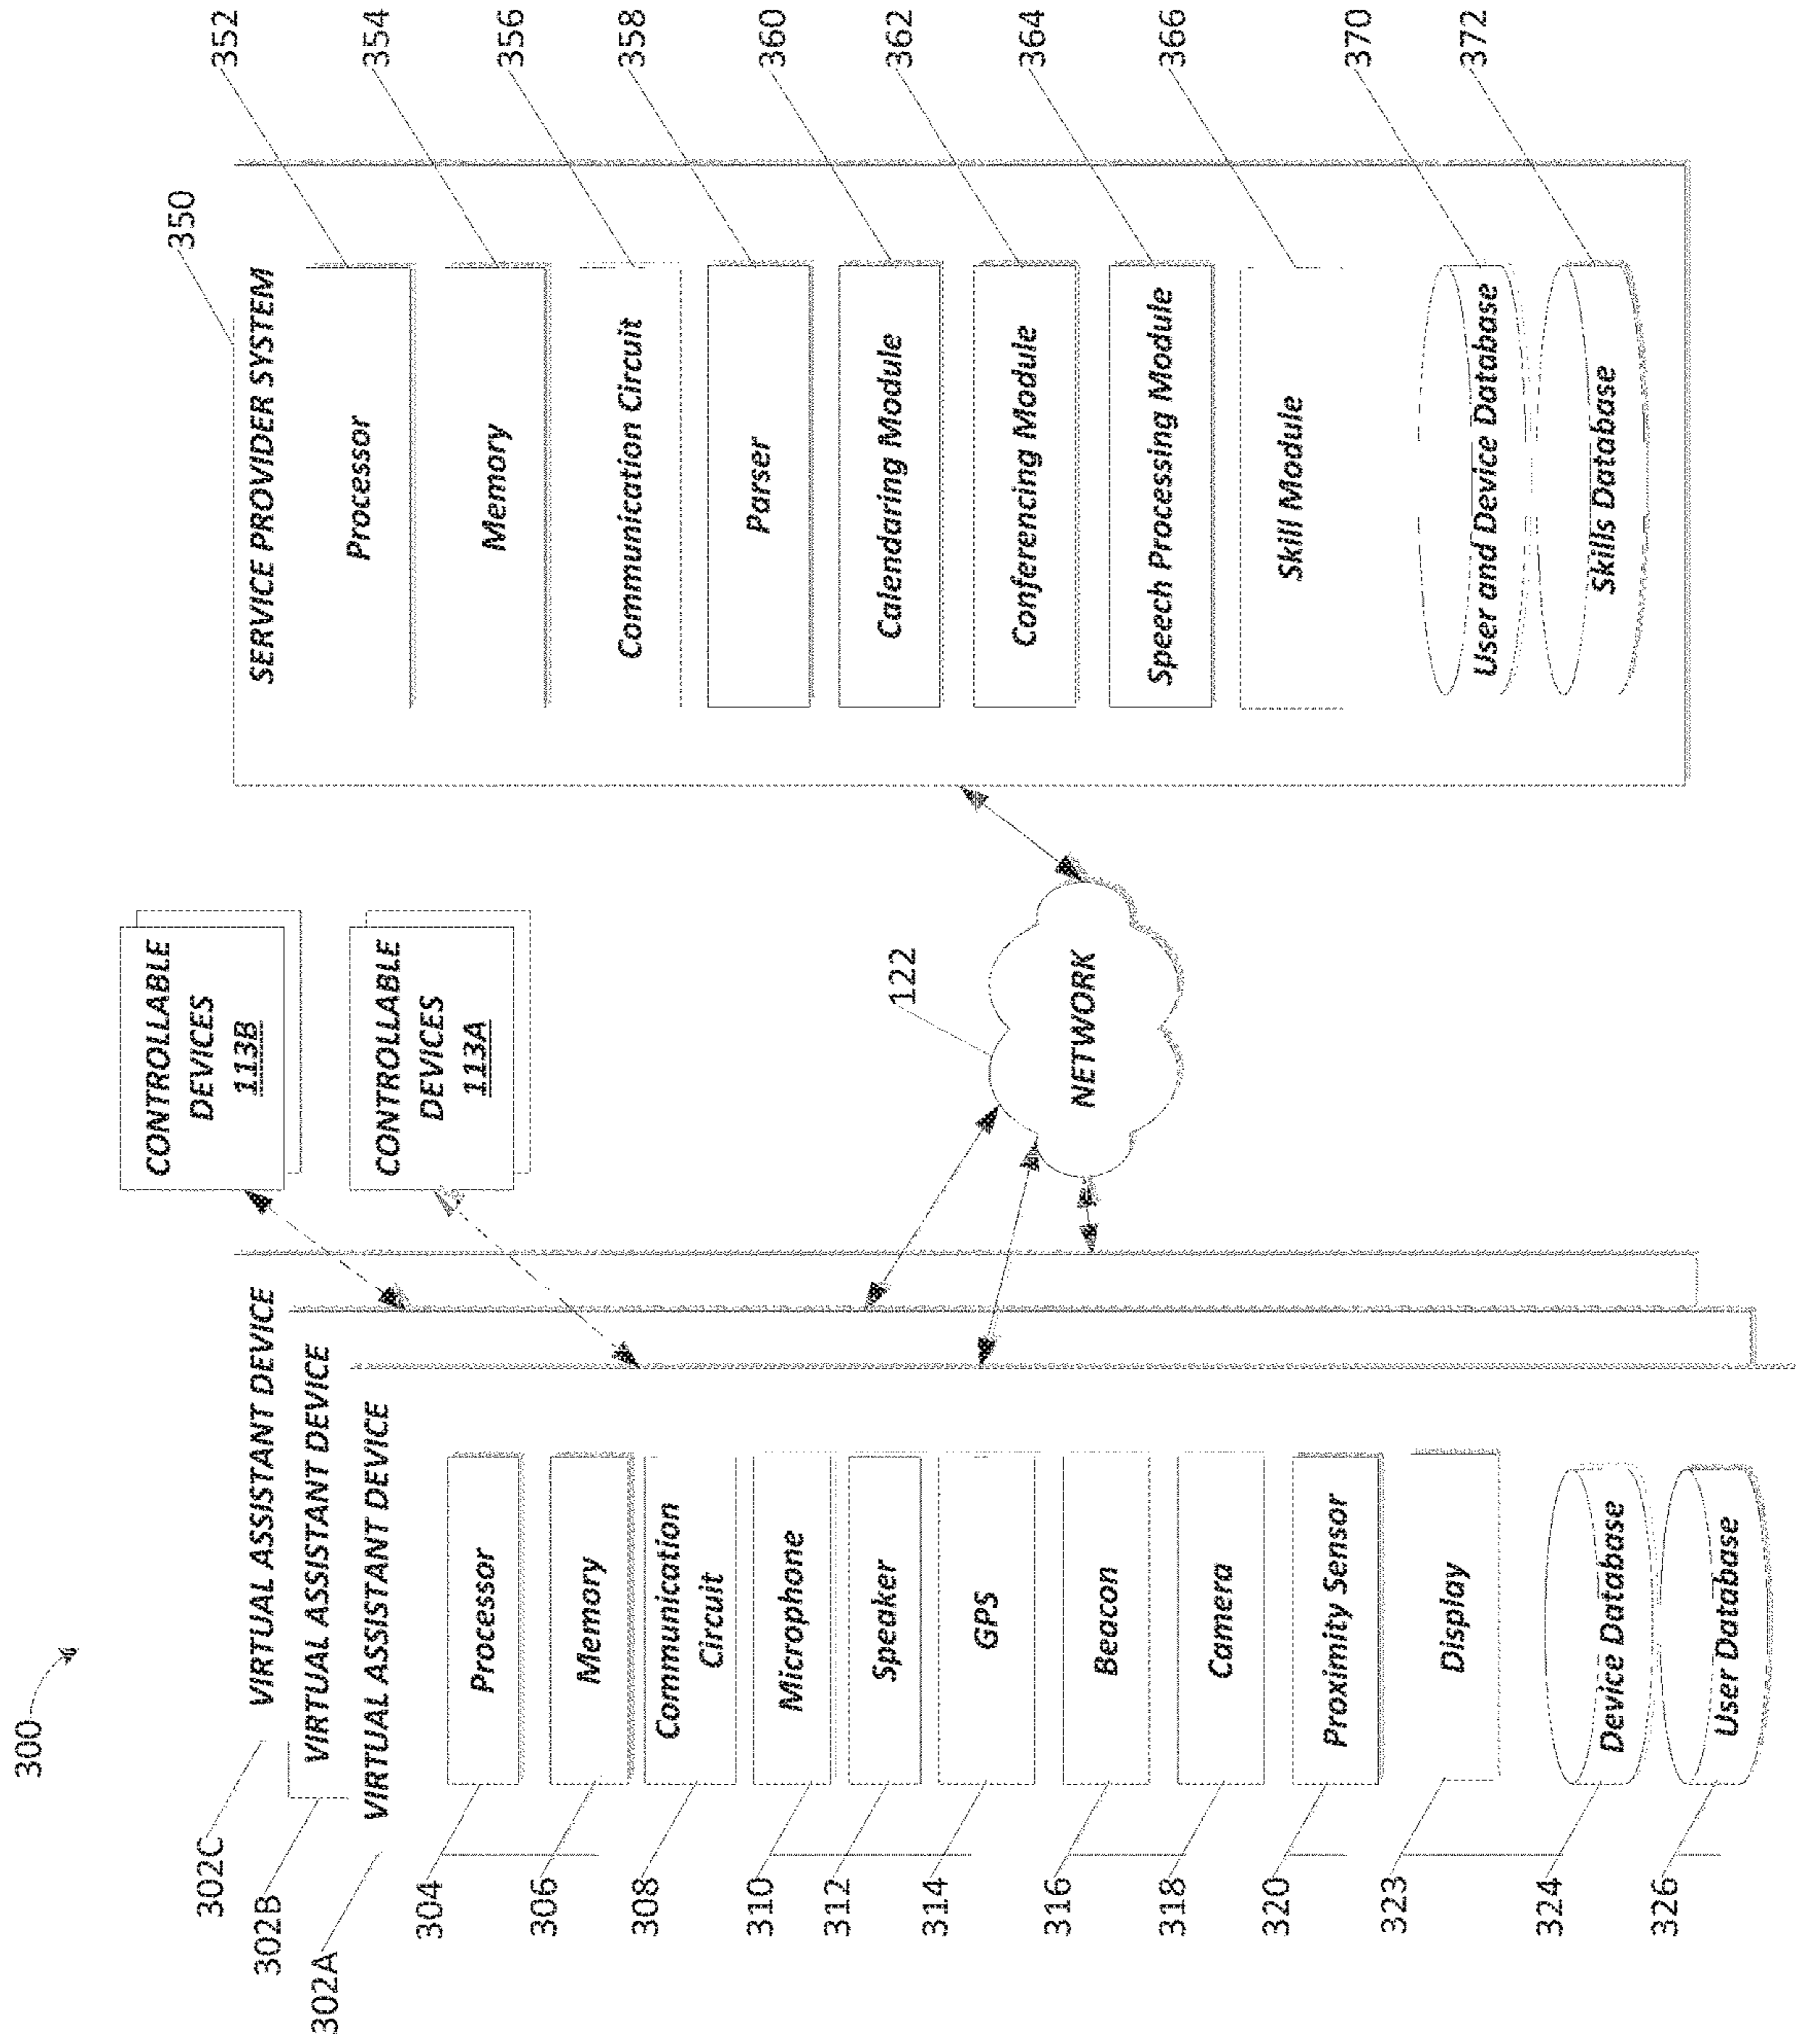 300
302C
302B
302A
VIRTUAL ASSISTANT DEVICE
VIRTUAL ASSISTANT DEVICE
VIRTUAL ASSISTANT DEVICE
304
Processor
306
Memory
308
Communication
Circuit
310
Microphone
312
Speaker
314
GPS
316
Beacon
318
Camera
320
Proximity Sensor
323
Display
324
Device Database
326
User Database
CONTROLLABLE
DEVICES
113B
CONTROLLABLE
DEVICES
113A
122
NETWORK
350
SERVICE PROVIDER SYSTEM
Processor
352
Memory
354
Communication Circuit
356
Parser
358
Calendaring Module
360
Conferencing Module
362
Speech Processing Module
364
Skill Module
366
User and Device Database
370
Skills Database
372